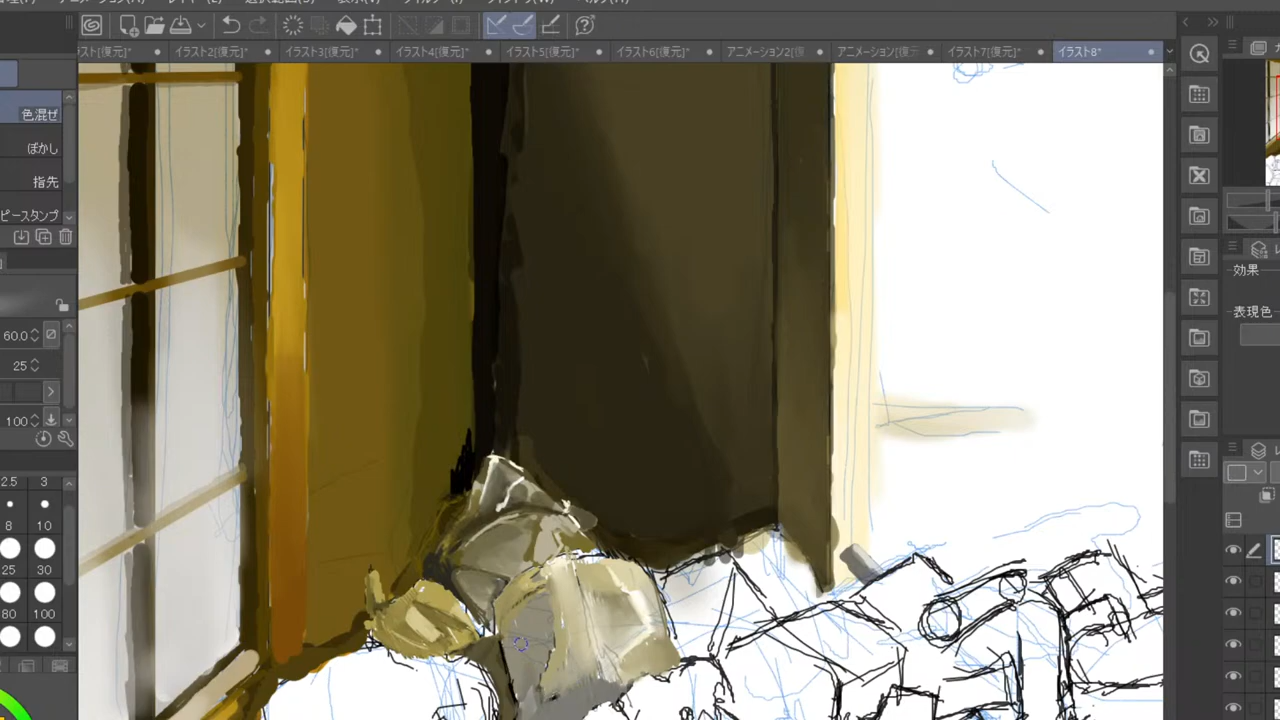 イラスト2[復元]*
イラスト3[復元]*
イラスト4[復元]*
イラスト5[復元]*
イラスト6[復元]*
アニメーション2[復
アニメーション[復元
イラスト7[復元]*
イラスト8*
色混ぜ
ぼかし
指先
ピースタンプ
60.0
25
100
2.5 3
8 10
25 30
80 100
効果
表現色